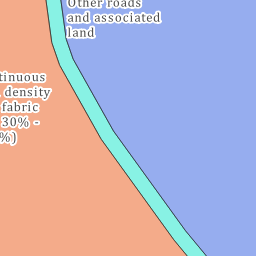 Other roads
and associated
land
tinuous
density
fabric
30% -
%)